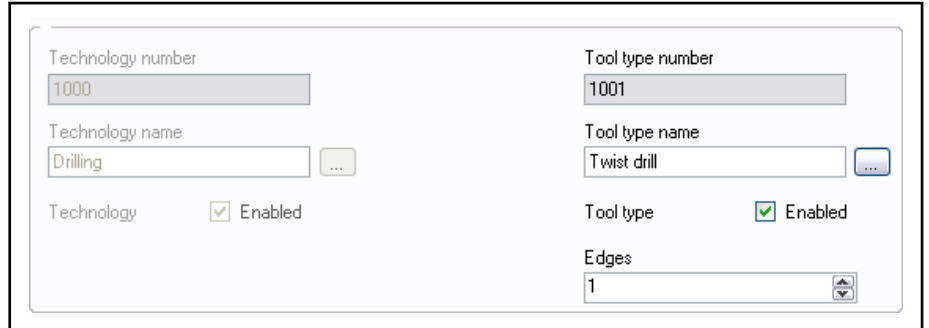 Technology number
1000
Technology name
Drilling
...
Technology
Enabled
Tool type number
1001
Tool type name
Twist drill
...
Tool type
Enabled
Edges
1